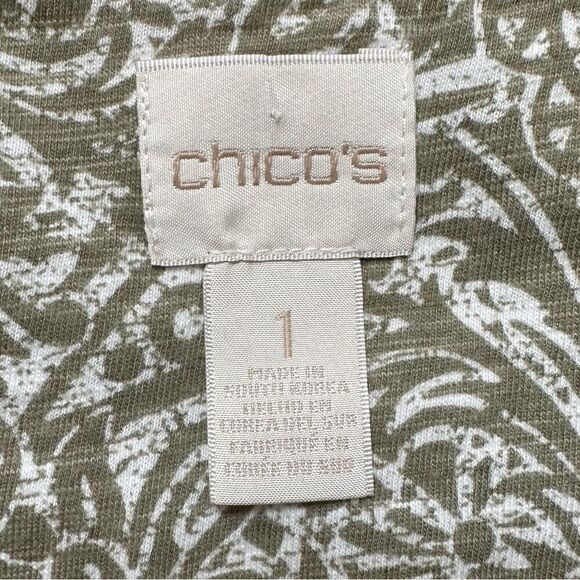 chico's
1
MADE IN
SOUTH KOREA
HECHO EN
COREA DEL SUR
FABRIQUÉ EN
CORÉE DU SUD